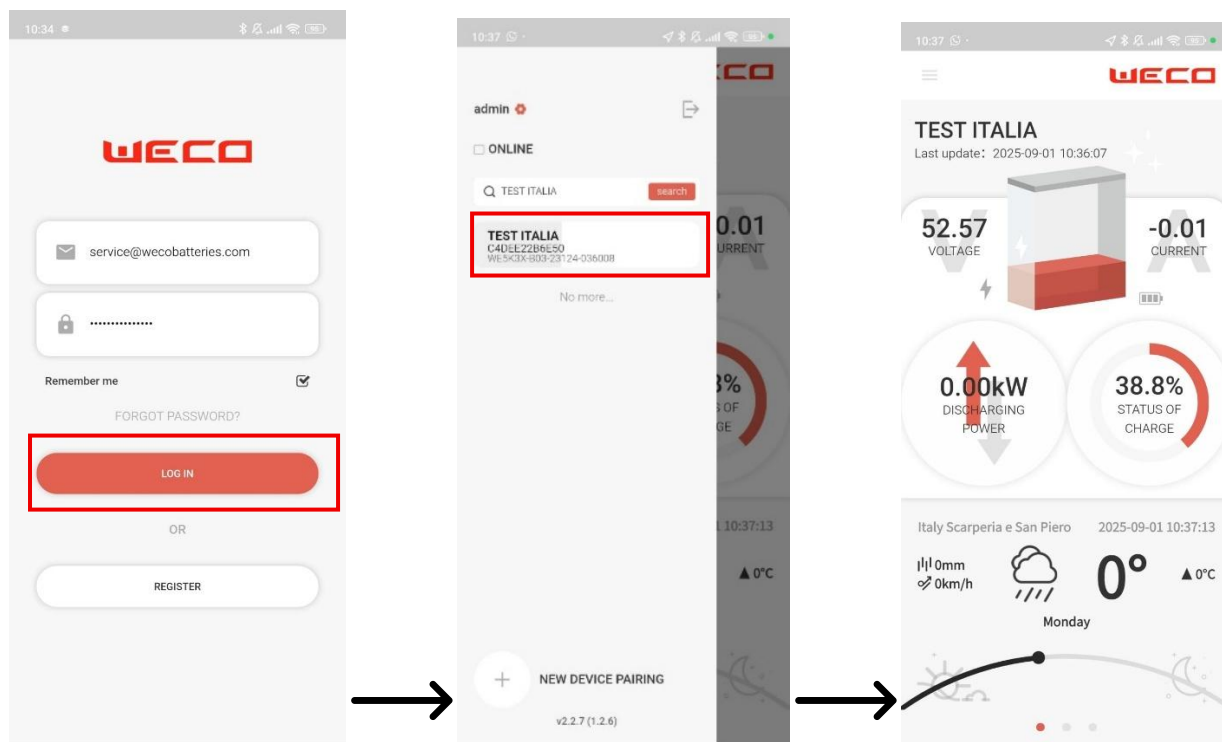 10:34
WECO
service@wecobatteries.com
Remember me
FORGOT PASSWORD?
LOG IN
OR
REGISTER
10:37
admin
ONLINE
TEST ITALIA
search
TEST ITALIA
C4DEE22B6E50
WE5K3X-B03-23124-036008
No more...
NEW DEVICE PAIRING
v2.2.7 (1.2.6)
CO
0.01
URRENT
3%
S OF
GE
1 10:37:13
▲ 0°C
10:37
WECO
TEST ITALIA
Last update: 2025-09-01 10:36:07
V
A
52.57
VOLTAGE
-0.01
CURRENT
0.00kW
DISCHARGING
POWER
38.8%
STATUS OF
CHARGE
Italy Scarperia e San Piero 2025-09-01 10:37:13
0mm
0km/h
0°
▲ 0°C
Monday